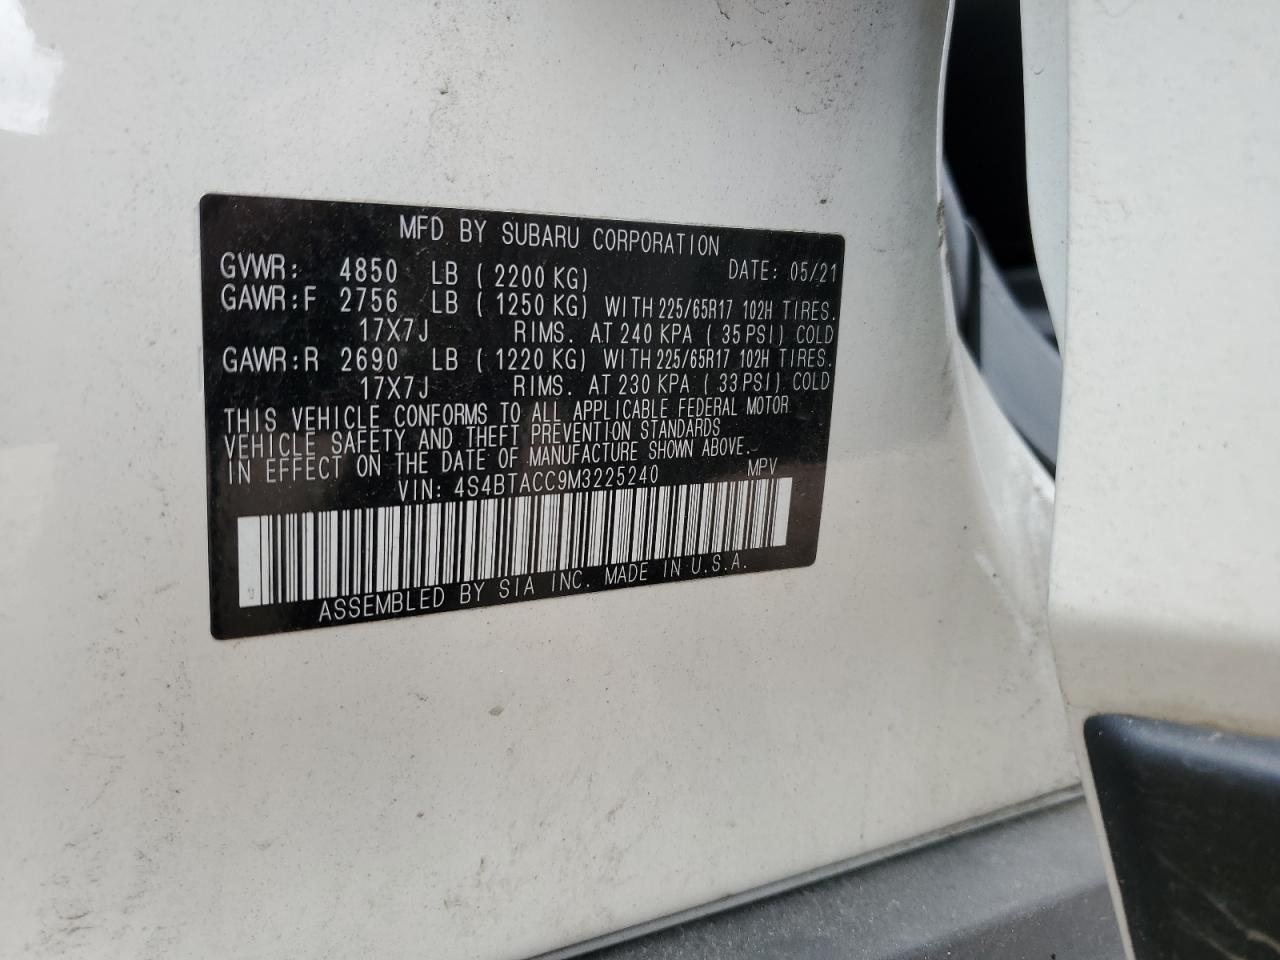 MFD BY SUBARU CORPORATION
GVWR: 4850 LB ( 2200 KG) DATE: 05/21
GAWR:F 2756 LB ( 1250 KG) WITH 225/65R17 102H TIRES.
17X7J RIMS. AT 240 KPA ( 35 PSI) COLD
GAWR:R 2690 LB ( 1220 KG) WITH 225/65R17 102H TIRES.
17X7J RIMS. AT 230 KPA ( 33 PSI) COLD
THIS VEHICLE CONFORMS TO ALL APPLICABLE FEDERAL MOTOR
VEHICLE SAFETY AND THEFT PREVENTION STANDARDS
IN EFFECT ON THE DATE OF MANUFACTURE SHOWN ABOVE.
VIN: 4S4BTACC9M3225240 MPV
ASSEMBLED BY SIA INC. MADE IN U.S.A.